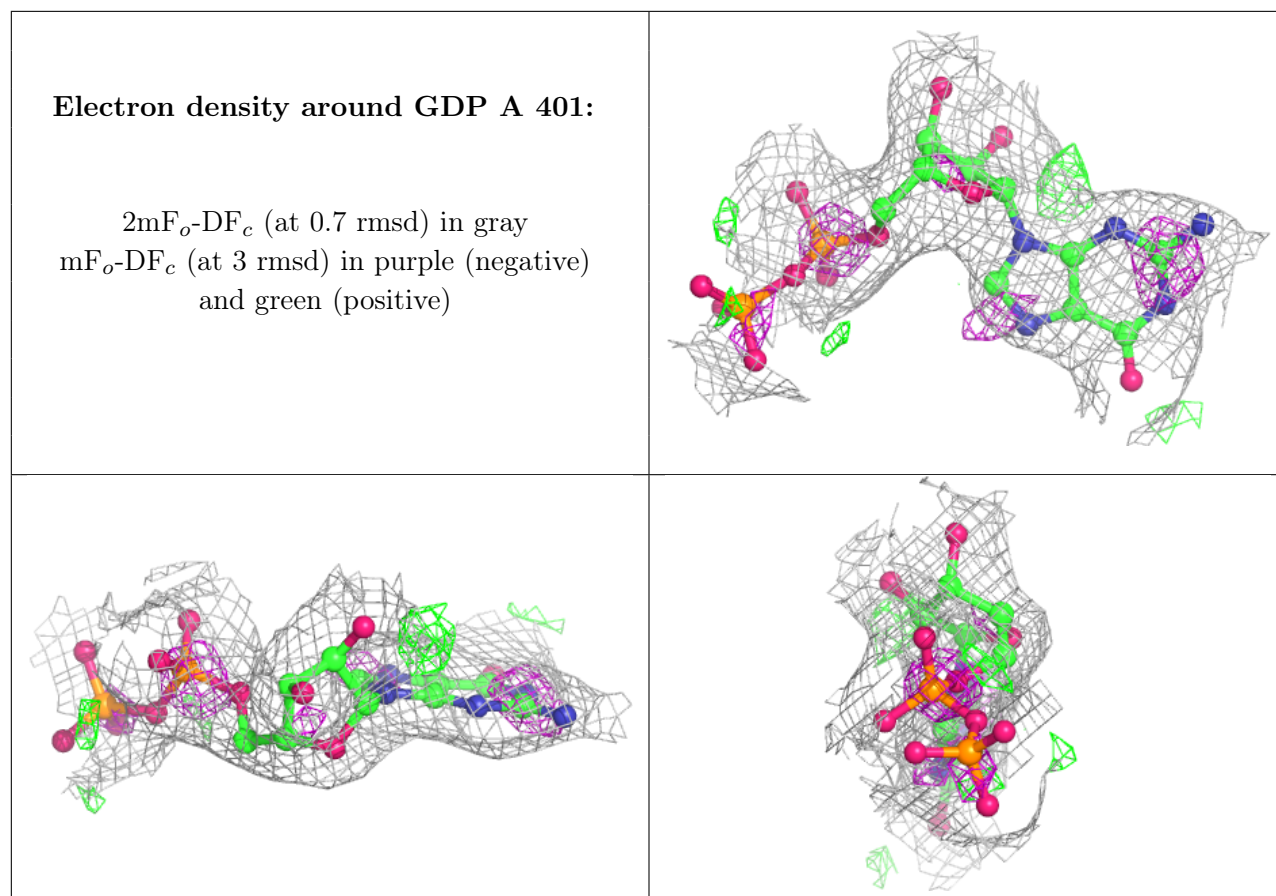 Electron density around GDP A 401:
2mFₒ-DF𝒸 (at 0.7 rmsd) in gray
mFₒ-DF𝒸 (at 3 rmsd) in purple (negative)
and green (positive)